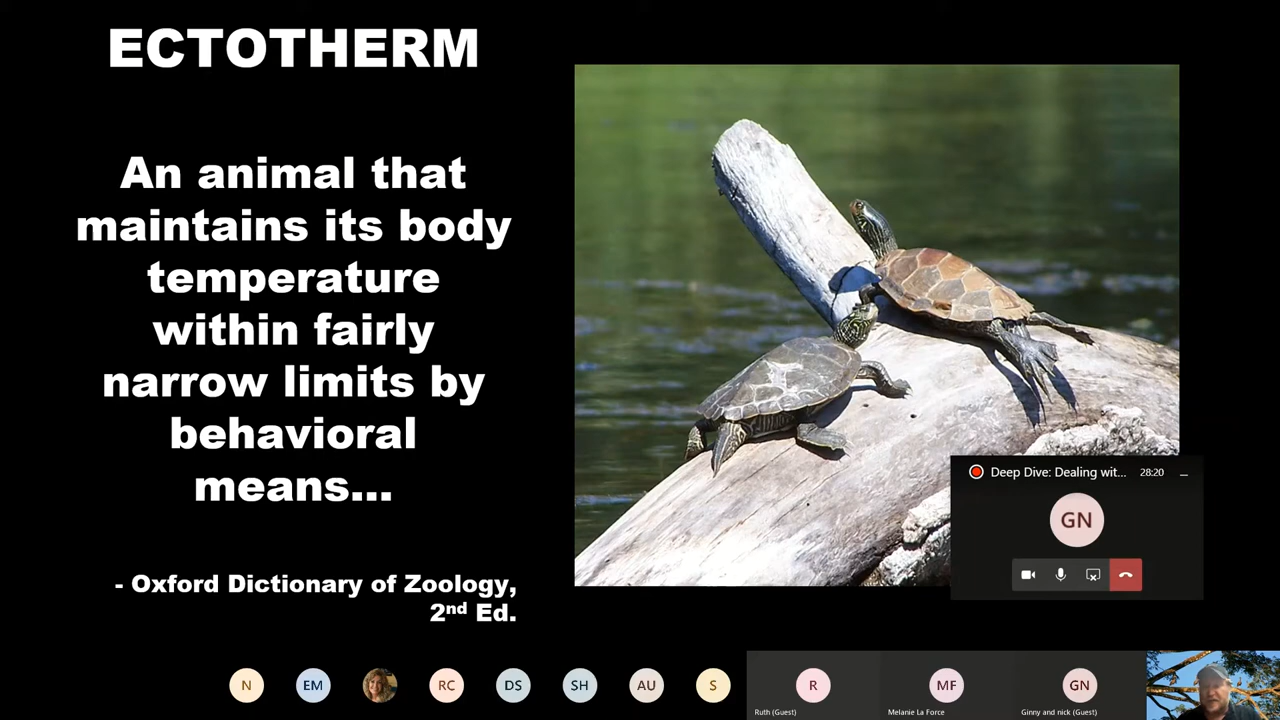 ECTOTHERM
An animal that
maintains its body
temperature
within fairly
narrow limits by
behavioral
means...
- Oxford Dictionary of Zoology,
2nd Ed.
Deep Dive: Dealing wit... 28:20
GN
N EM RC DS SH AU S R MF GN
Ruth (Guest) Melanie La Force Ginny and nick (Guest)